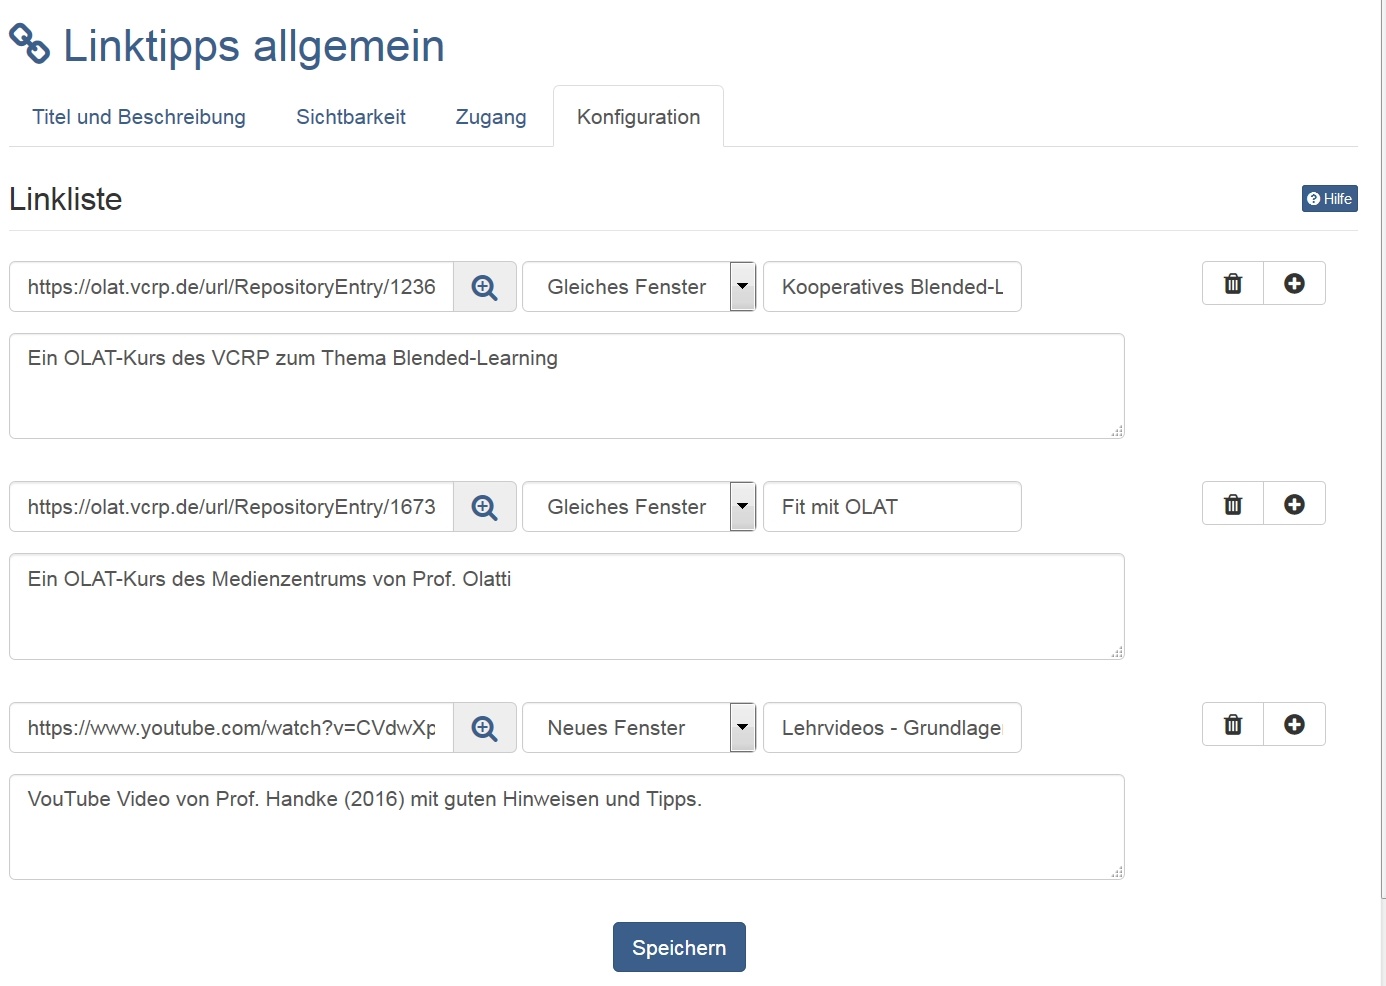 Linktipps allgemein
Titel und Beschreibung Sichtbarkeit Zugang Konfiguration
Linkliste Hilfe
https://olat.vcrp.de/url/RepositoryEntry/1236 Gleiches Fenster Kooperatives Blended-L
Ein OLAT-Kurs des VCRP zum Thema Blended-Learning
https://olat.vcrp.de/url/RepositoryEntry/1673 Gleiches Fenster Fit mit OLAT
Ein OLAT-Kurs des Medienzentrums von Prof. Olatti
https://www.youtube.com/watch?v=CVdwXp Neues Fenster Lehrvideos - Grundlage
VouTube Video von Prof. Handke (2016) mit guten Hinweisen und Tipps.
Speichern